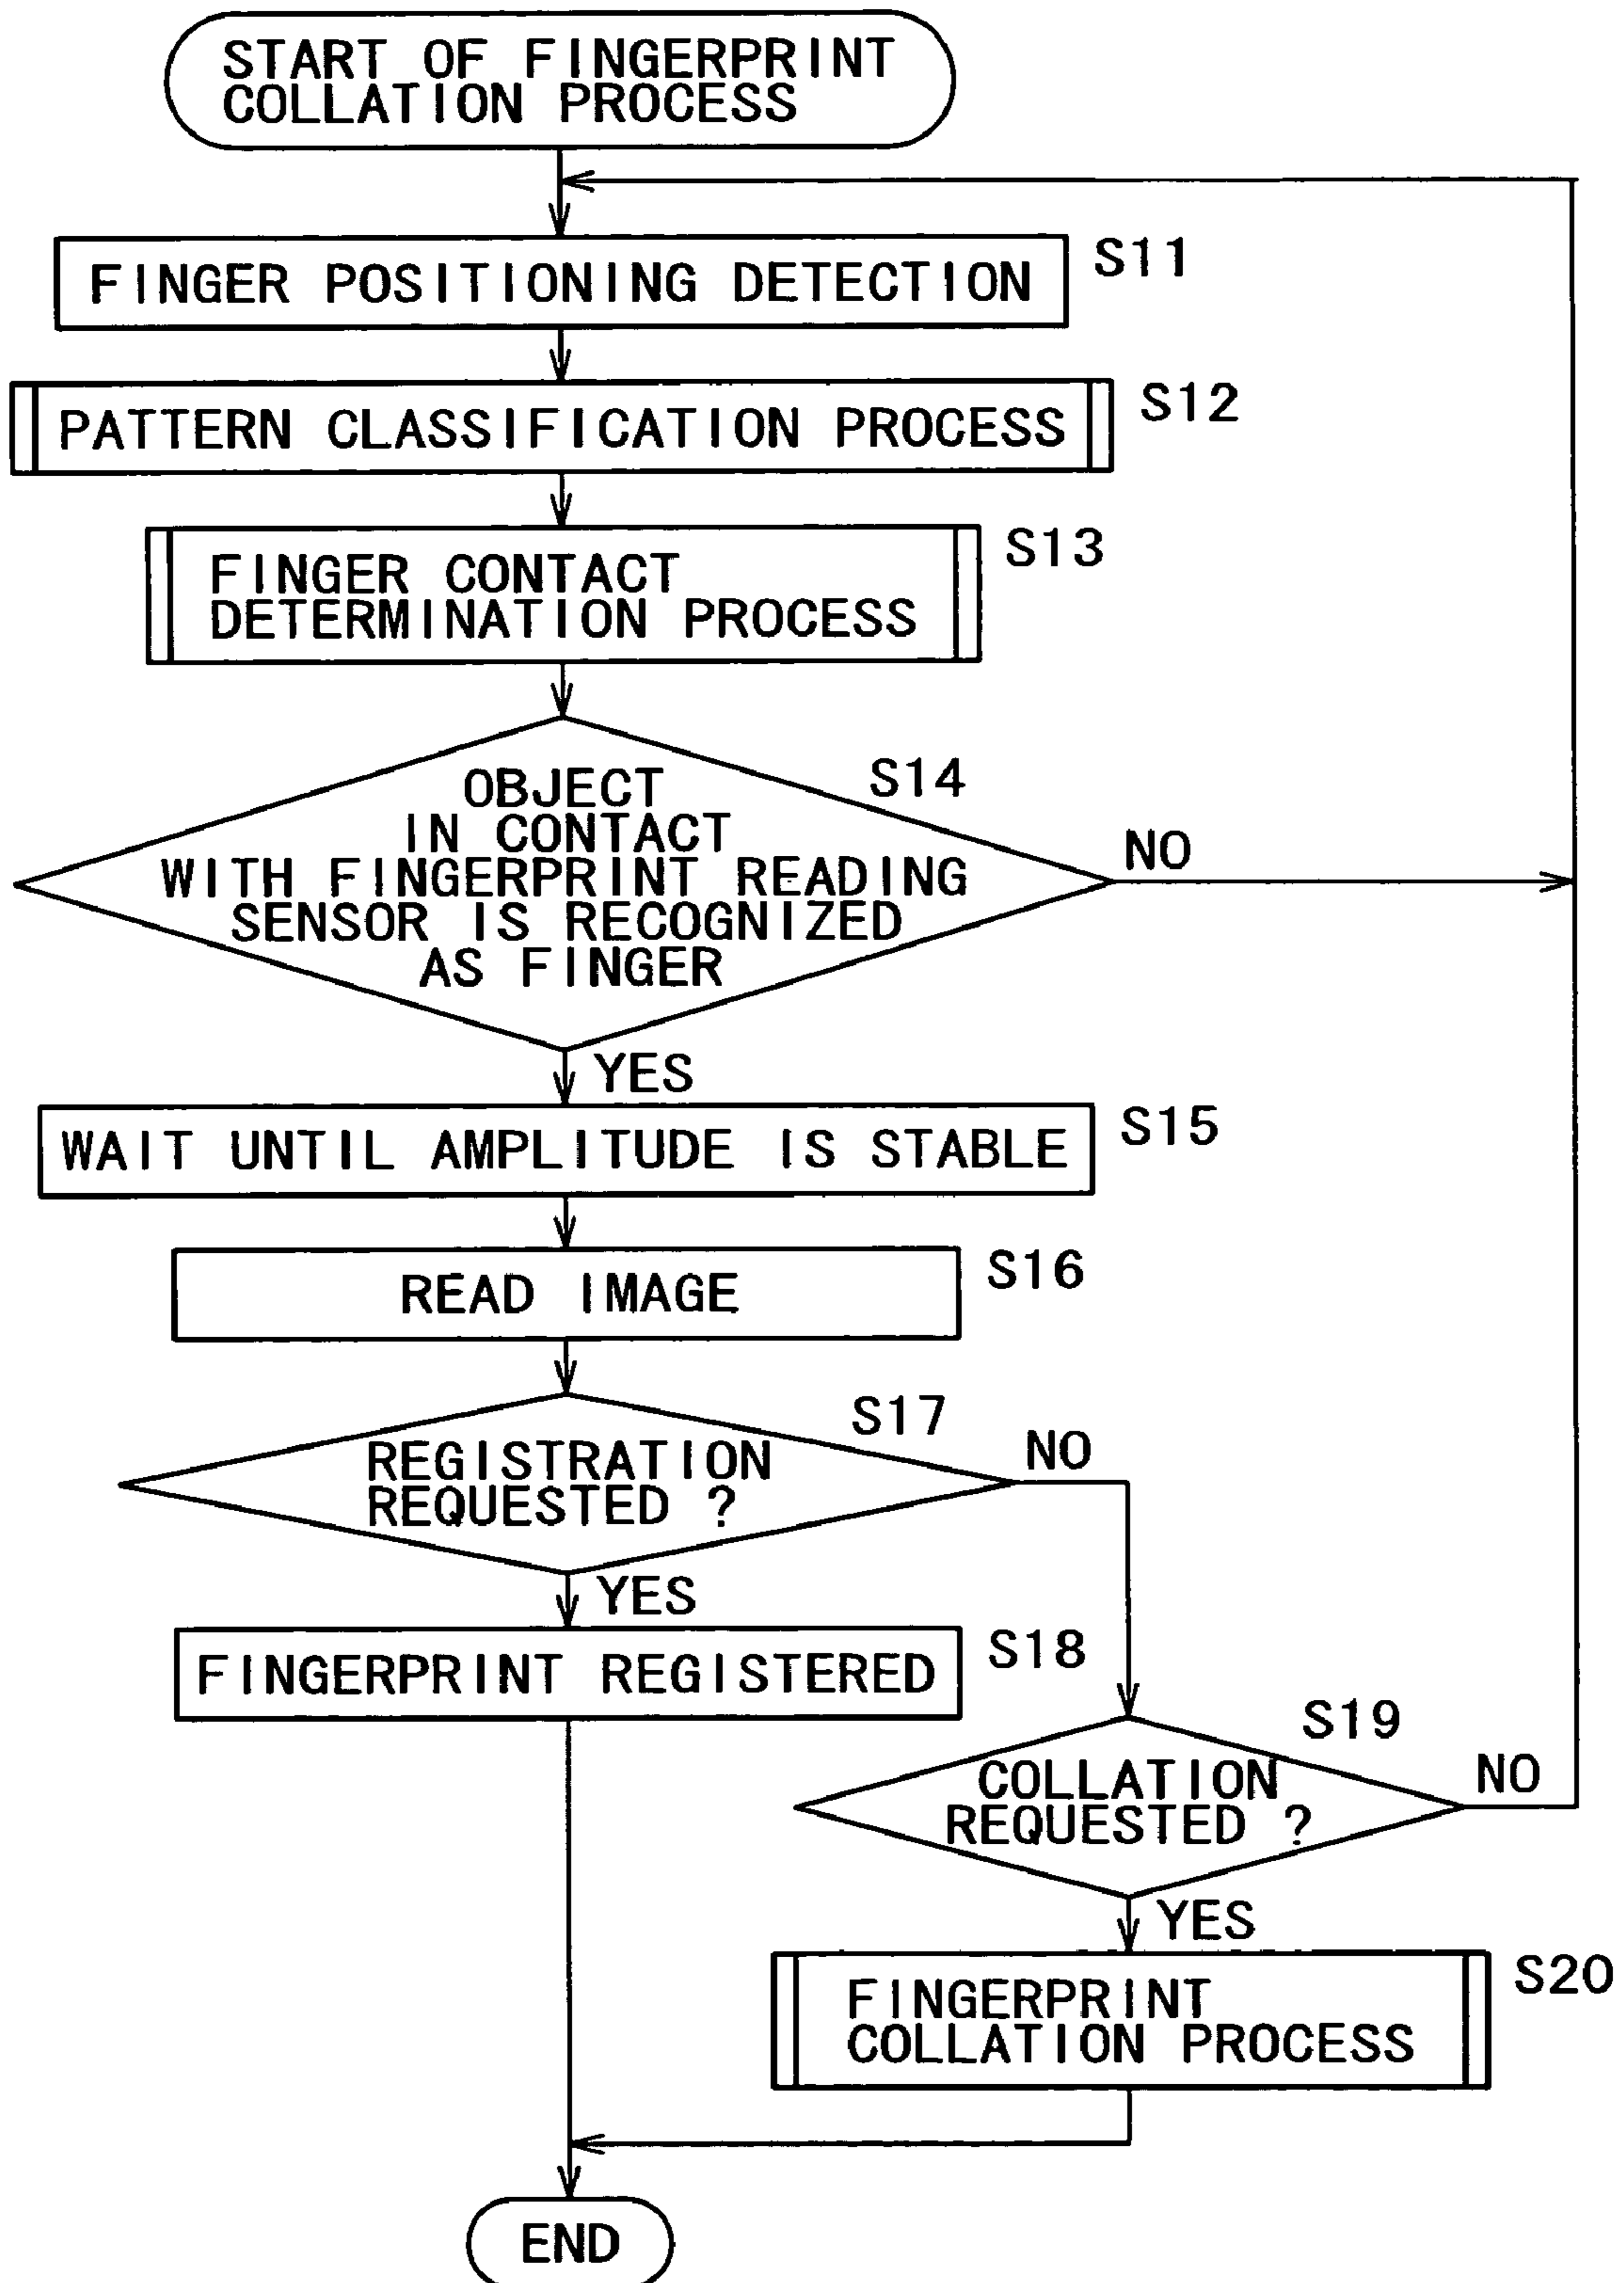 START OF FINGERPRINT
COLLATION PROCESS
FINGER POSITIONING DETECTION
S11
PATTERN CLASSIFICATION PROCESS
S12
FINGER CONTACT
DETERMINATION PROCESS
S13
S14
OBJECT
IN CONTACT
WITH FINGERPRINT READING
SENSOR IS RECOGNIZED
AS FINGER
NO
YES
WAIT UNTIL AMPLITUDE IS STABLE
S15
READ IMAGE
S16
S17
REGISTRATION
REQUESTED ?
NO
YES
FINGERPRINT REGISTERED
S18
S19
COLLATION
REQUESTED ?
NO
YES
FINGERPRINT
COLLATION PROCESS
S20
END